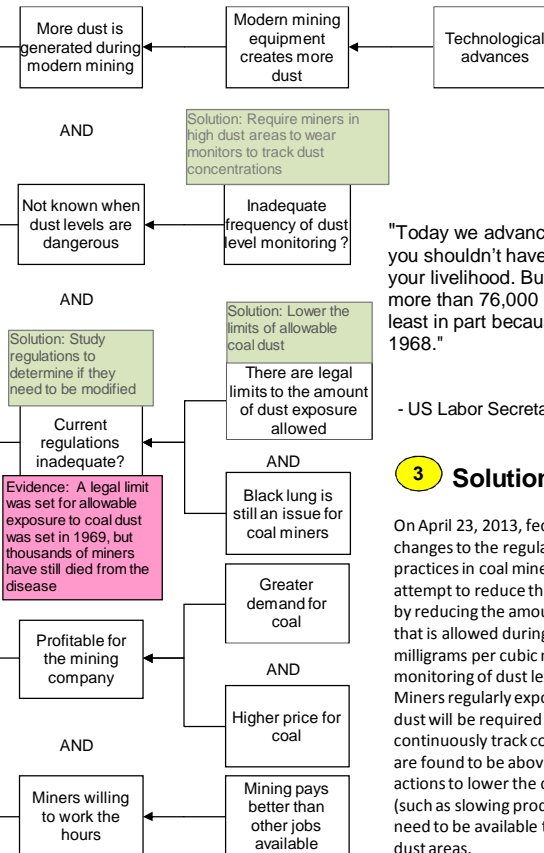 More dust is
generated during
modern mining
Modern mining
equipment
creates more
dust
Technological
advances
AND
Solution: Require miners in
high dust areas to wear
monitors to track dust
concentrations
Not known when
dust levels are
dangerous
Inadequate
frequency of dust
level monitoring ?
AND
Solution: Study
regulations to
determine if they
need to be modified
Current
regulations
inadequate?
Evidence: A legal limit
was set for allowable
exposure to coal dust
was set in 1969, but
thousands of miners
have still died from the
disease
Solution: Lower the
limits of allowable
coal dust
There are legal
limits to the amount
of dust exposure
allowed
AND
Black lung is
still an issue for
coal miners
Profitable for
the mining
company
Greater
demand for
coal
AND
Higher price for
coal
AND
Miners willing
to work the
hours
Mining pays
better than
other jobs
available
"Today we advanc
you shouldn't have
your livelihood. Bu
more than 76,000
least in part becau
1968."
- US Labor Secreta
3 Solution
On April 23, 2013, fed
changes to the regula
practices in coal mine
attempt to reduce th
by reducing the amou
that is allowed during
milligrams per cubic m
monitoring of dust le
Miners regularly expo
dust will be required
continuously track co
are found to be above
actions to lower the d
(such as slowing prod
need to be available t
dust areas.